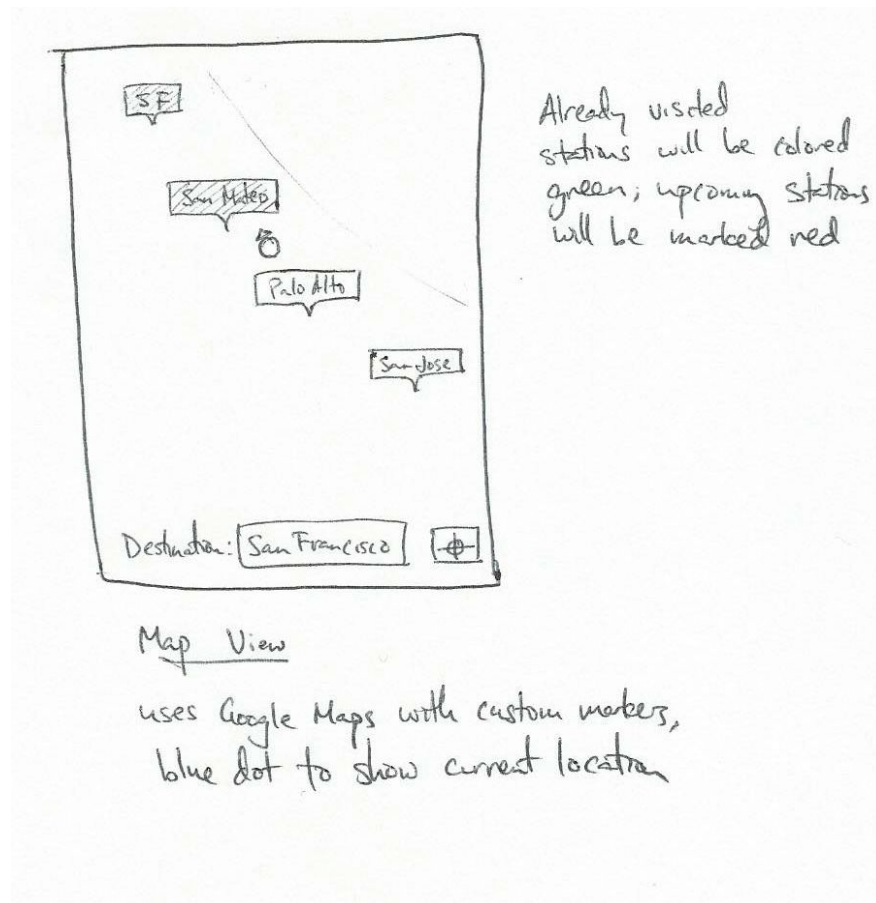 SF
San Mateo
Palo Alto
San Jose
Destination: San Francisco
Already visited
stations will be colored
green; upcoming stations
will be marked red
Map View
uses Google Maps with custom markers,
blue dot to show current location